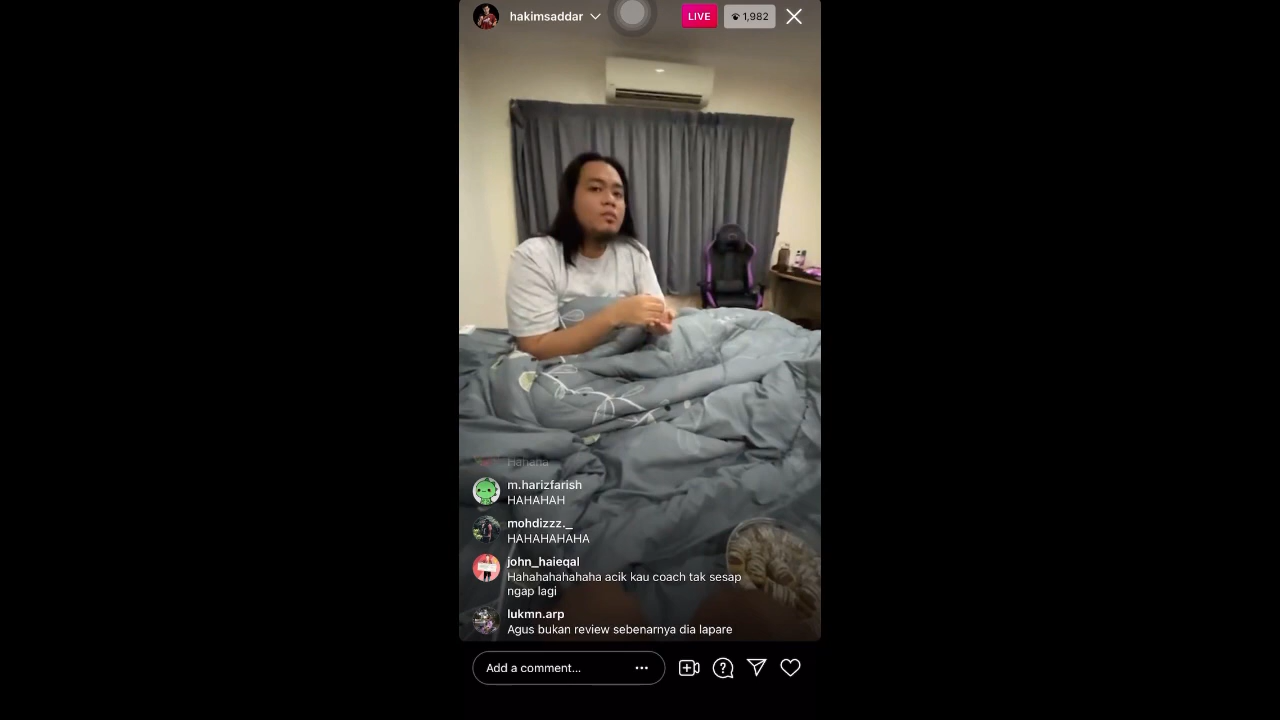 hakimsaddar
LIVE
1,982
Hahaha
m.harizfarish
HAHAHAH
mohdizzz._
HAHAHAHAHA
john_haieqal
Hahahahahahaha acik kau coach tak sesap
ngap lagi
lukmn.arp
Agus bukan review sebenarnya dia lapare
Add a comment...